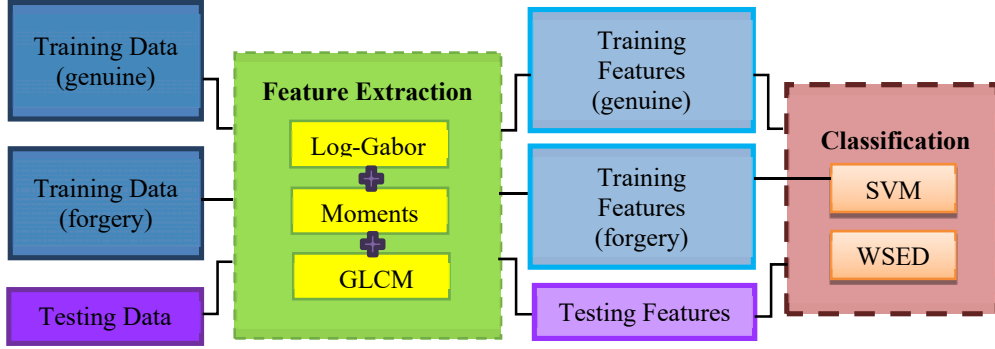 Training Data
(genuine)
Training Data
(forgery)
Testing Data
Feature Extraction
Log-Gabor
Moments
GLCM
Training
Features
(genuine)
Training
Features
(forgery)
Testing Features
Classification
SVM
WSED